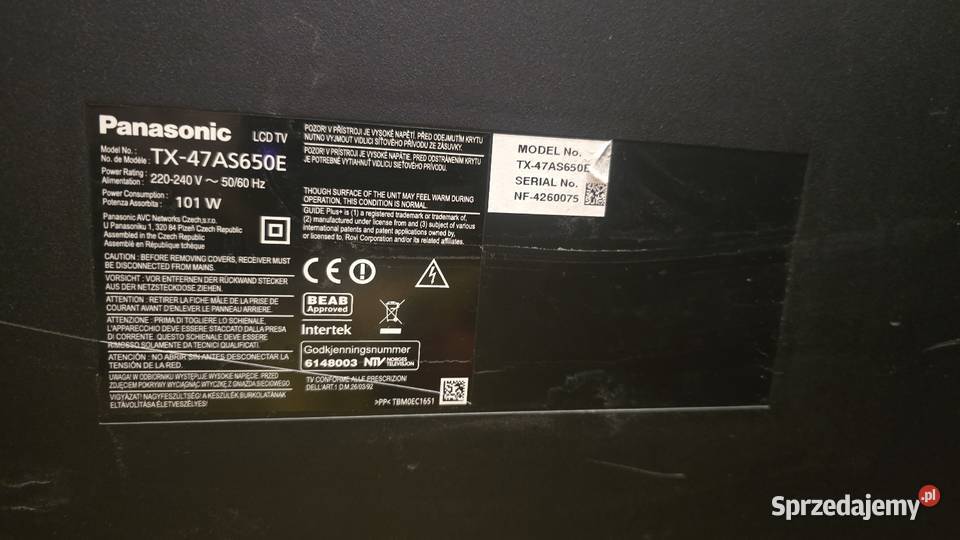 Panasonic LCD TV
Model No.:
No. de Modèle : TX-47AS650E
Power Rating :
Alimentation : 220-240 V ~ 50/60 Hz
Power Consumption :
Potenza Assorbita : 101 W
Panasonic AVC Networks Czech,s.r.o.
U Panasoniku 1, 320 84 Plzeň Czech Republic
Assembled in the Czech Republic
Assemblé en République tchèque
CAUTION : BEFORE REMOVING COVERS, RECEIVER MUST
BE DISCONNECTED FROM MAINS.
VORSICHT : VOR ENTFERNEN DER RÜCKWAND STECKER
AUS DER NETZSTECKDOSE ZIEHEN.
ATTENTION : RETIRER LA FICHE MÂLE DE LA PRISE DE
COURANT AVANT D'ENLEVER LE PANNEAU ARRIERE.
ATTENZIONE : PRIMA DI TOGLIERE LO SCHIENALE,
L'APPARECCHIO DEVE ESSERE STACCATO DALLA PRESA
DI CORRENTE. QUESTO SCHIENALE DEVE ESSERE
RIMOSSO SOLAMENTE DA TECNICI QUALIFICATI.
ATENCIÓN : NO ABRIR SIN ANTES DESCONECTAR LA
TENSIÓN DE LA RED.
UWAGA! W ODBIORNIKU WYSTĘPUJE WYSOKIE NAPIĘCIE. PRZED
ZDJĘCIEM POKRYWY WYCIĄGNĄĆ WTYCZKĘ Z GNIAZDA SIECIOWEGO
VIGYÁZAT! NAGYFESZÜLTSÉG! A KÉSZÜLÉK BURKOLATÁNAK
ELTÁVOLÍTÁSA ÉLETVESZÉLYES!
POZOR! V PŘÍSTROJI JE VYSOKÉ NAPĚTÍ. PŘED ODEJMUTÍM KRYTU
NUTNO VYJMOUT VIDLICI SÍŤOVÉHO PŘÍVODU ZE ZÁSUVKY.
POZOR! V PRÍSTROJI JE VYSOKÉ NAPÄTIE. PRED ODSTRÁNENÍM KRYTU
JE POTREBNÉ VYTIAHNUT VIDLICU SIEŤOVÉHO PRÍVODU.
THOUGH SURFACE OF THE UNIT MAY FEEL WARM DURING
OPERATION, THIS CONDITION IS NORMAL.
GUIDE Plus+ is (1) a registered trademark or trademark of,
(2) manufactured under license from and (3) subject of various
international patents and patent applications owned by,
or licensed to, Rovi Corporation and/or its related affiliates.
CE
BEAB
Approved
Intertek
Godkjenningsnummer
6148003 NTV NORGES TELEVISION
TV CONFORME ALLE PRESCRIZIONI
DELL'ART.1 D.M.26/03/92
>PP< TBM0EC1651
MODEL No.
TX-47AS650E
SERIAL No.
NF-4260075
Sprzedajemy.pl